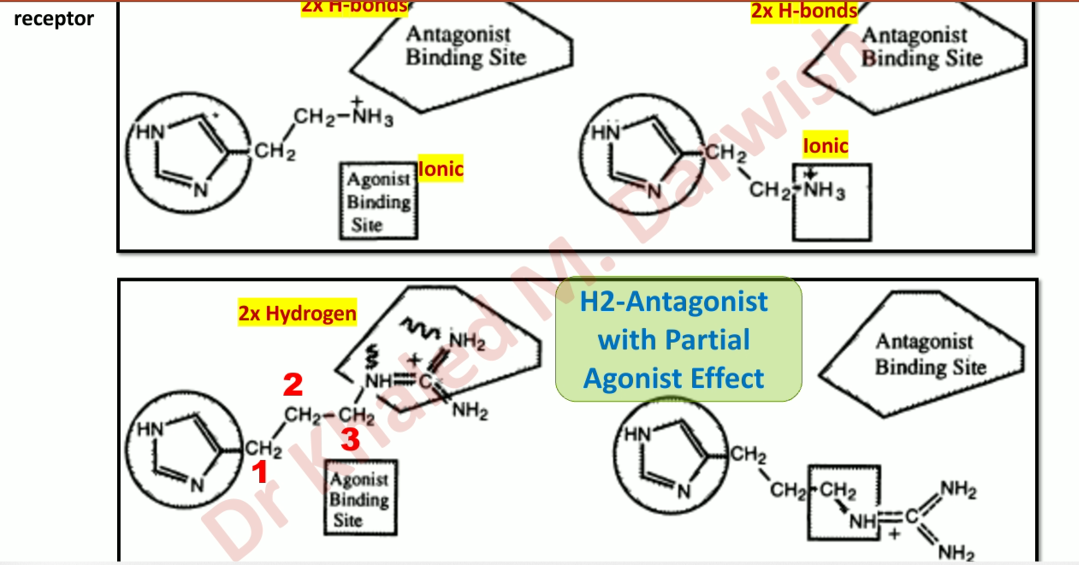 receptor
2x H-bonds
Antagonist
Binding Site
HN
N
CH2
CH2-NH3
+
Agonist
Binding
Site
Ionic
2x H-bonds
Antagonist
Binding Site
HN
N
CH2
CH2-NH3
Ionic
2x Hydrogen
NH2
+
NH=C
NH2
2
CH2-CH2
3
HN
N
CH2
1
Agonist
Binding
Site
H2-Antagonist
with Partial
Agonist Effect
Antagonist
Binding Site
HN
N
CH2
CH2-CH2
NH=C
+
NH2
NH2
Dr Khaled M. Darwish